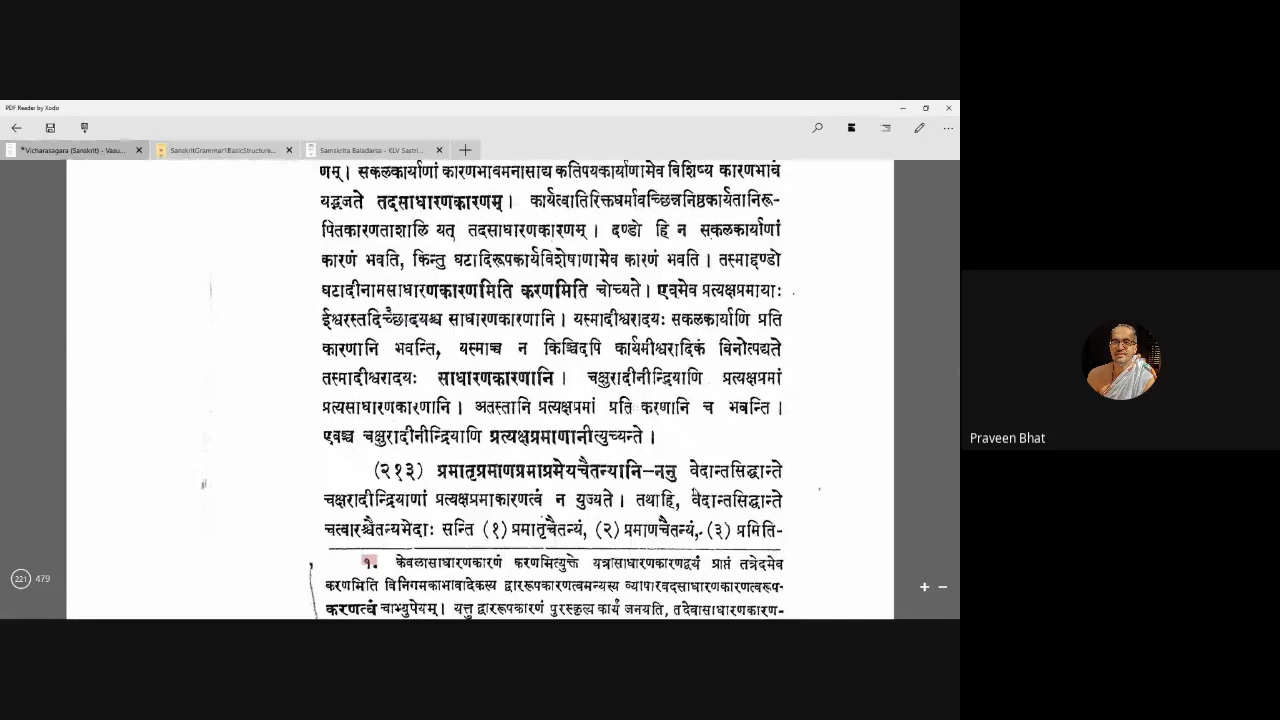 PDF Reader by Xodo
*Vicharasagara (Sanskrit) - Vasu...
SanskritGrammar1BasicStructure...
Samskrita Baladarsa - KLV Sastri...
णम् । सकलकार्याणां कारणभावमनासाद्य कतिपयकार्याणामेव विशिष्य कारणभावं
यद्भजते तदसाधारणकारणम् । कार्यत्वातिरिक्तधर्मावच्छिन्ननिष्ठकार्यतानिरू-
पितकारणताशालि यत् तदसाधारणकारणम् । दण्डो हि न सकलकार्याणां
कारणं भवति, किन्तु घटादिरूपकार्यविशेषाणामेव कारणं भवति । तस्माद्दण्डो
घटादीनामसाधारणकारणमिति करणमिति चोच्यते । एवमेव प्रत्यक्षप्रमायाः
ईश्वरस्तदिच्छादयश्च साधारणकारणानि । यस्मादीश्वरादयः सकलकार्याणि प्रति
कारणानि भवन्ति, यस्माच्च न किञ्चिदपि कार्यमीश्वरादिकं विनोत्पद्यते
तस्मादीश्वरादयः साधारणकारणानि । चक्षुरादीनीन्द्रियाणि प्रत्यक्षप्रमां
प्रत्यसाधारणकारणानि । अतस्तानि प्रत्यक्षप्रमां प्रति करणानि च भवन्ति ।
एवञ्च चक्षुरादीनीन्द्रियाणि प्रत्यक्षप्रमाणानीत्युच्यन्ते ।
(२१३) प्रमातृप्रमाणप्रमाप्रमेयचैतन्यानि–ननु वेदान्तसिद्धान्ते
चक्षरादीन्द्रियाणां प्रत्यक्षप्रमाकारणत्वं न युज्यते । तथाहि, वेदान्तसिद्धान्ते
चत्वारश्चैतन्यमेदाः सन्ति (१) प्रमातृचैतन्यं, (२) प्रमाणचैतन्यं, (३) प्रमिति-
१. केवलासाधारणकारणं करणमित्युक्ते यत्रासाधारणकारणद्वयं प्राप्तं तत्रेदमेव
करणमिति विनिगमकाभावादेकस्य द्वाररूपकारणत्वमन्यस्य व्यापारवदसाधारणकारणत्वरूप-
करणत्वं चाभ्युपेयम् । यत्तु द्वाररूपकारणं पुरस्कृत्य कार्यं जनयति, तदेवासाधारणकारण-
221 479
Praveen Bhat